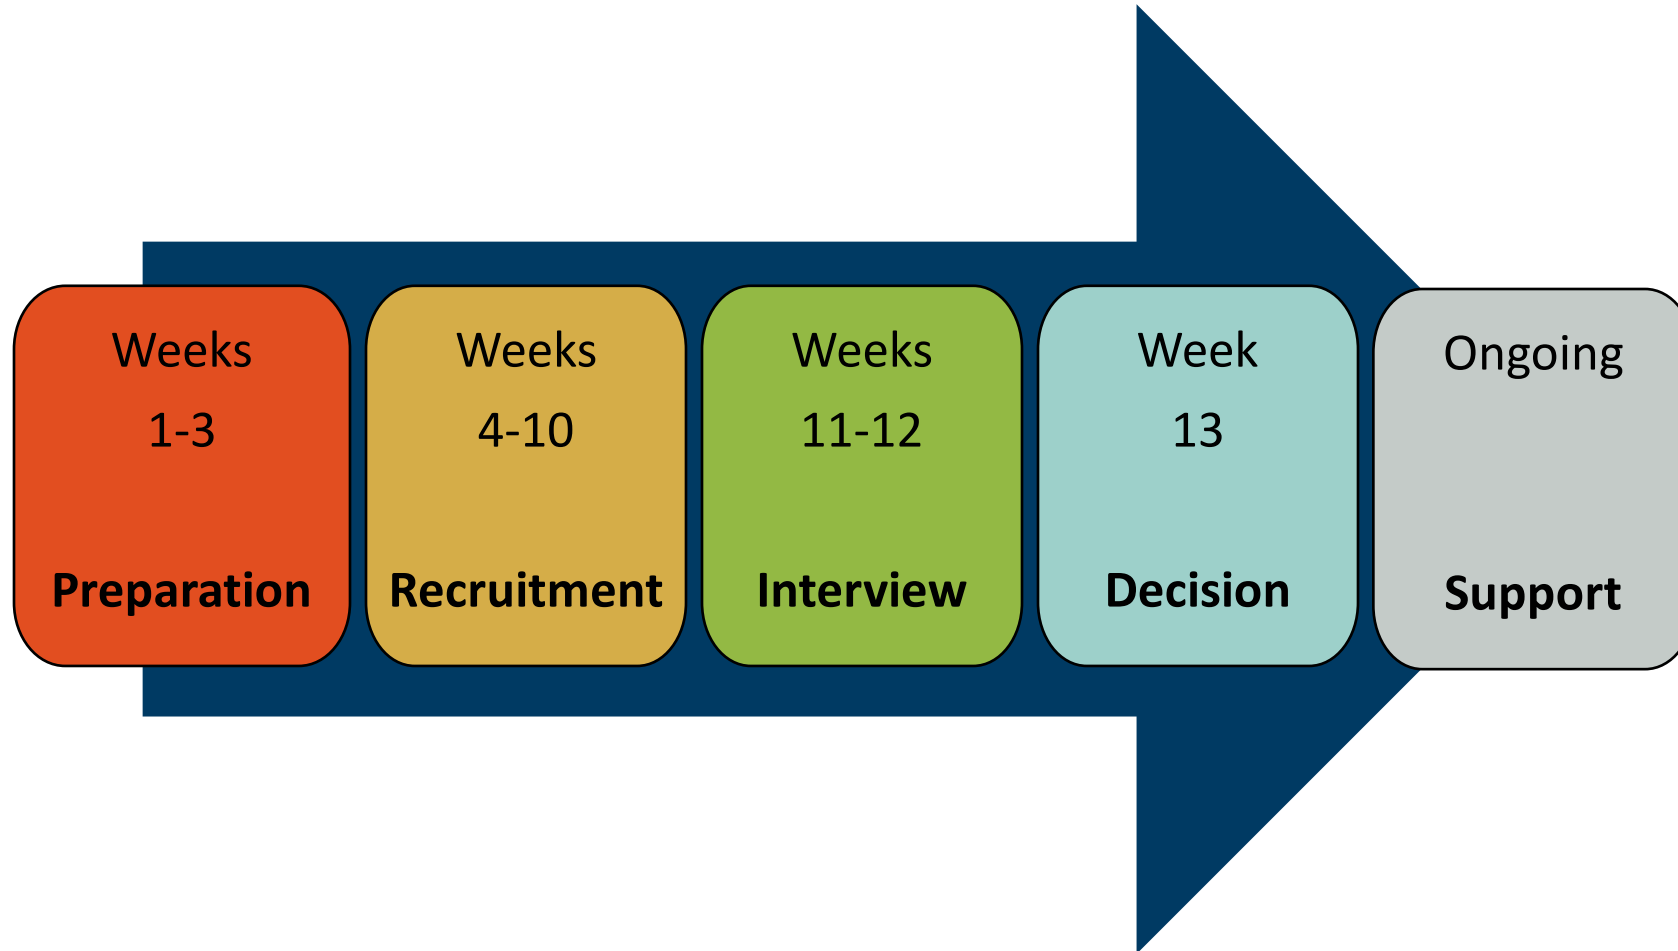 Weeks
1-3
Preparation
Weeks
4-10
Recruitment
Weeks
11-12
Interview
Week
13
Decision
Ongoing
Support